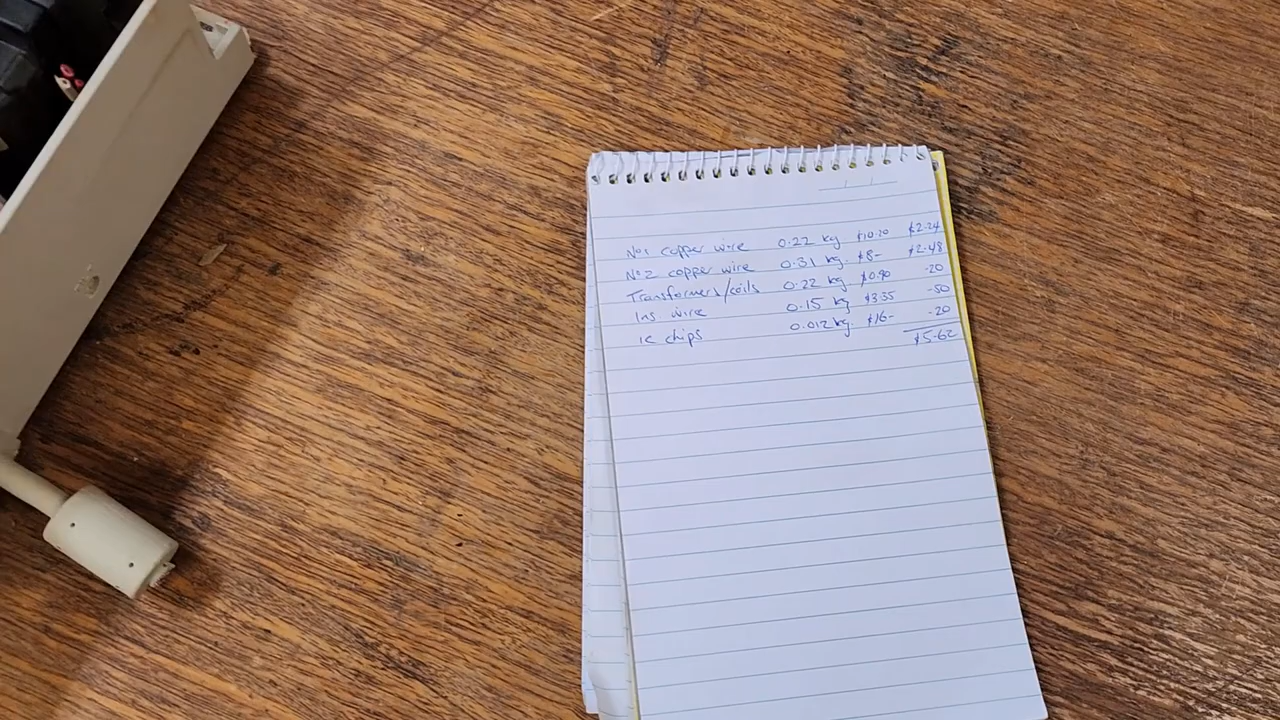 No1 copper wire 0.22 kg $10.20 $2.24
No2 copper wire 0.31 kg. $8- $2.48
Transformers/coils 0.22 kg $0.90 -20
Ins. wire 0.15 kg $3.35 -50
IC chips 0.012 kg. $16- -20
$5.62